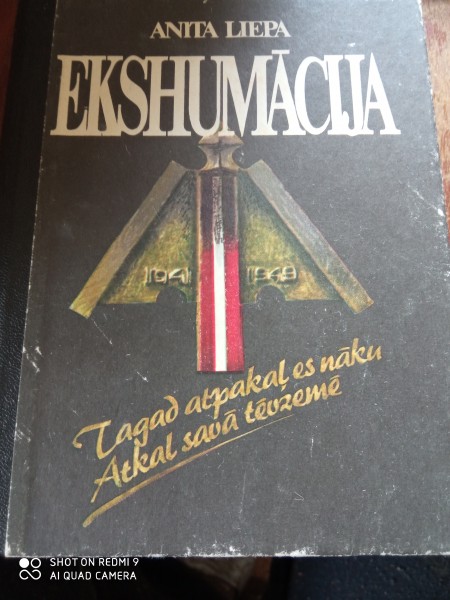 ANITA LIEPA
EKSHUMĀCIJA
1941 1949
Tagad atpakaļ es nāku
Atkal savā tēvzemē
SHOT ON REDMI 9
AI QUAD CAMERA